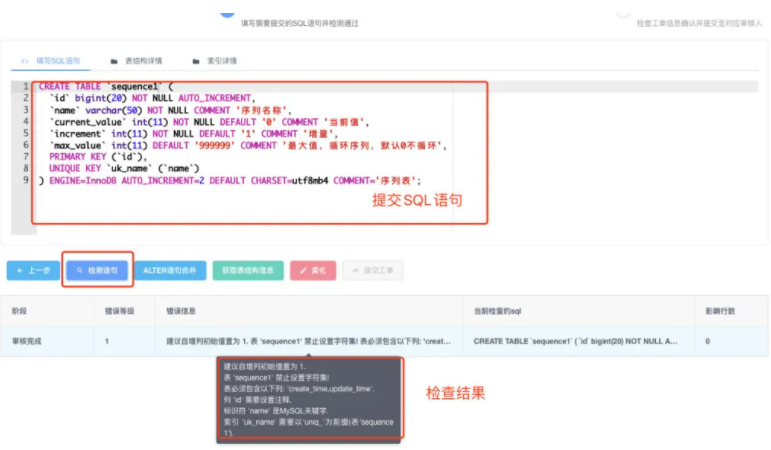 填写需要提交的SQL语句并检测通过
检查工单信息确认并提交至对应审核人
填写SQL语句 表结构详情 索引详情
1 CREATE TABLE `sequence1` (
2 `id` bigint(20) NOT NULL AUTO_INCREMENT,
3 `name` varchar(50) NOT NULL COMMENT '序列名称',
4 `current_value` int(11) NOT NULL DEFAULT '0' COMMENT '当前值',
5 `increment` int(11) NOT NULL DEFAULT '1' COMMENT '增量',
6 `max_value` int(11) DEFAULT '999999' COMMENT '最大值, 循环序列, 默认0不循环',
7 PRIMARY KEY (`id`),
8 UNIQUE KEY `uk_name` (`name`)
9 ) ENGINE=InnoDB AUTO_INCREMENT=2 DEFAULT CHARSET=utf8mb4 COMMENT='序列表';
提交SQL语句
上一步 检测语句 ALTER语句合并 获取表结构信息 美化 提交工单
阶段 错误等级 错误信息 当前检查的sql 影响行数
审核完成 1 建议自增列初始值置为 1. 表 'sequence1' 禁止设置字符集! 表必须包含以下列: 'creat... CREATE TABLE `sequence1` ( `id` bigint(20) NOT NULL A... 0
建议自增列初始值置为 1.
表 'sequence1' 禁止设置字符集!
表必须包含以下列: 'create_time,update_time'.
列 'id' 需要设置注释.
标识符 'name' 是MySQL关键字.
索引 'uk_name' 需要以'uniq_'为前缀(表'sequence
1').
检查结果